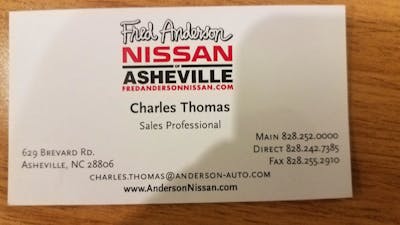 Fred Anderson
NISSAN
OF
ASHEVILLE
FREDANDERSONNISSAN.COM
Charles Thomas
Sales Professional
629 Brevard Rd.
Asheville, NC 28806
Main 828.252.0000
Direct 828.242.7385
Fax 828.255.2910
CHARLES.THOMAS@ANDERSON-AUTO.COM
www.AndersonNissan.com